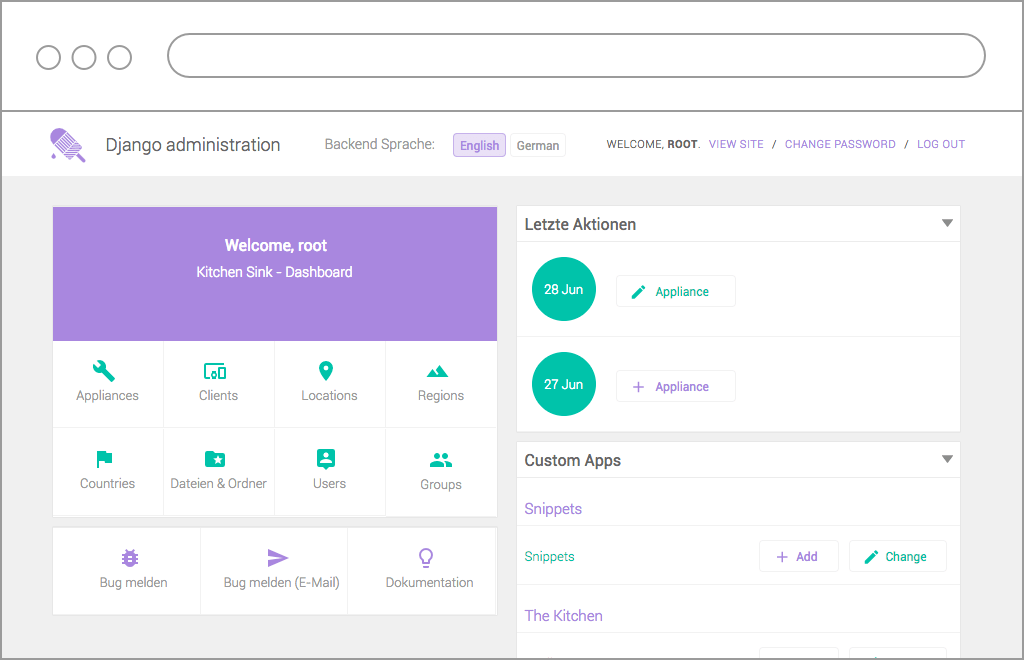 Django administration
Backend Sprache: English German
WELCOME, ROOT. VIEW SITE / CHANGE PASSWORD / LOG OUT
Welcome, root
Kitchen Sink - Dashboard
Appliances Clients Locations Regions
Countries Dateien & Ordner Users Groups
Bug melden Bug melden (E-Mail) Dokumentation
Letzte Aktionen
28 Jun Appliance
27 Jun Appliance
Custom Apps
Snippets
Snippets Add Change
The Kitchen